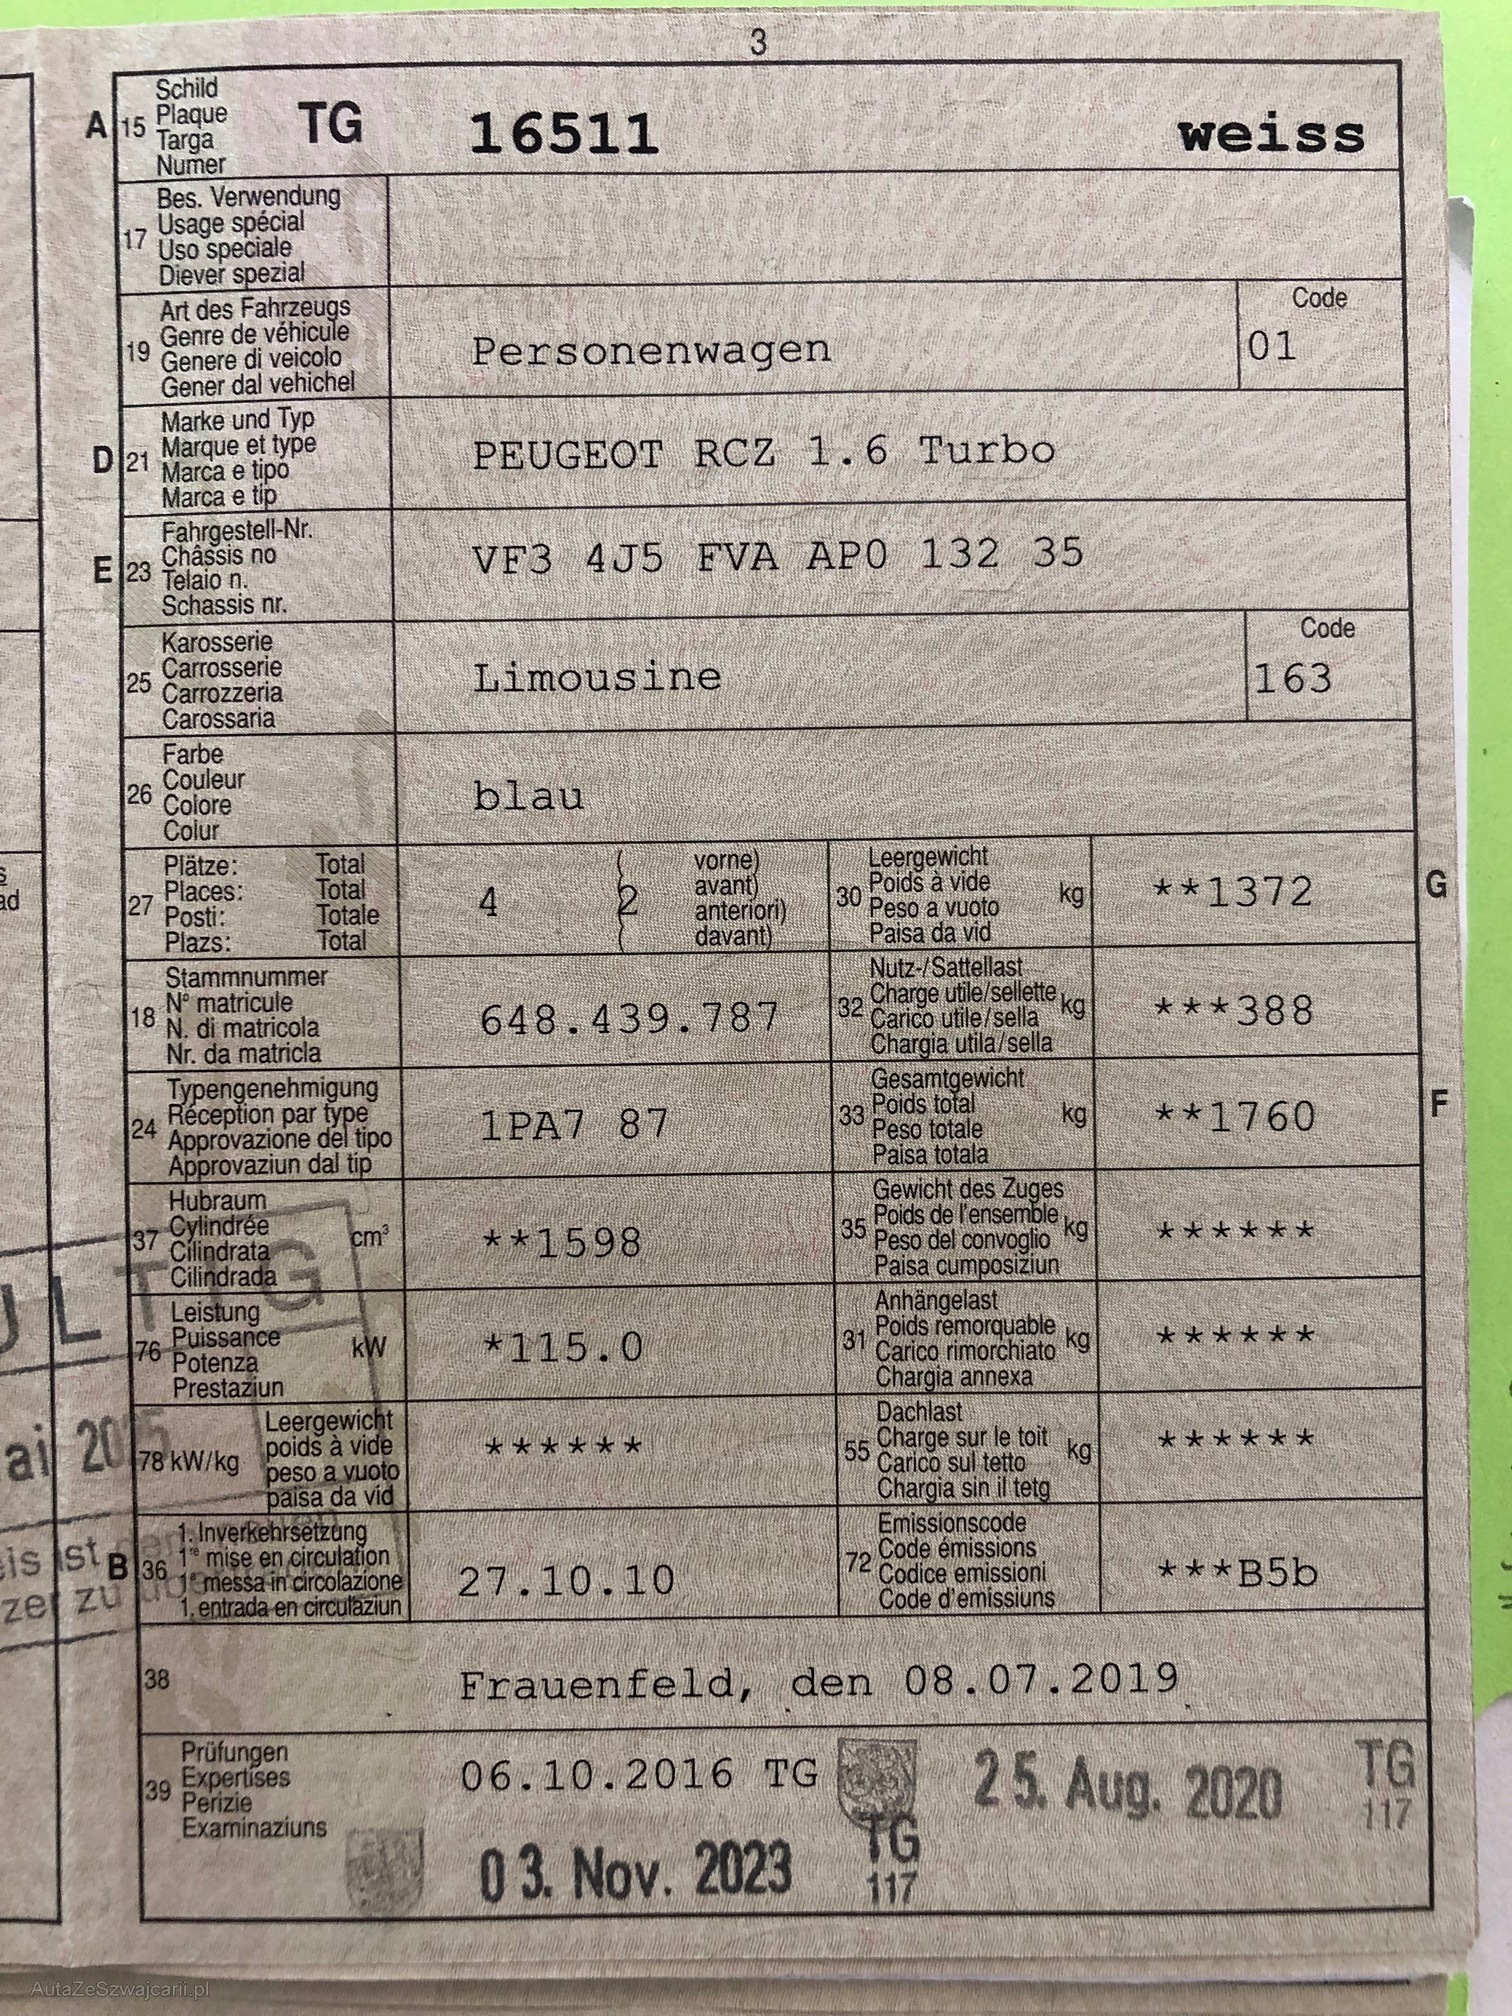 3
A 15 Schild TG 16511 weiss
Plaque
Targa
Numer
17 Bes. Verwendung
Usage spécial
Uso speciale
Diever spezial
19 Art des Fahrzeugs Code
Genre de véhicule Personenwagen 01
Genere di veicolo
Gener dal vehichel
D 21 Marke und Typ
Marque et type PEUGEOT RCZ 1.6 Turbo
Marca e tipo
Marca e tip
E 23 Fahrgestell-Nr.
Châssis no VF3 4J5 FVA AP0 132 35
Telaio n.
Schassis nr.
25 Karosserie Code
Carrosserie Limousine 163
Carrozzeria
Carossaria
26 Farbe
Couleur blau
Colore
Colur
27 Plätze: Total 4 ( 2 vorne)
Places: Total avant)
Posti: Totale anteriori)
Plazs: Total davant)
30 Leergewicht kg **1372 G
Poids à vide
Peso a vuoto
Paisa da vid
18 Stammnummer 648.439.787
N° matricule
N. di matricola
Nr. da matricla
32 Nutz-/Sattellast kg ***388
Charge utile/sellette
Carico utile/sella
Chargia utila/sella
24 Typengenehmigung 1PA7 87
Réception par type
Approvazione del tipo
Approvaziun dal tip
33 Gesamtgewicht kg **1760 F
Poids total
Peso totale
Paisa totala
37 Hubraum cm³ **1598
Cylindrée
Cilindrata
Cilindrada
35 Gewicht des Zuges kg ******
Poids de l'ensemble
Peso del convoglio
Paisa cumposiziun
76 Leistung kW *115.0
Puissance
Potenza
Prestaziun
31 Anhängelast kg ******
Poids remorquable
Carico rimorchiato
Chargia annexa
78 kW/kg Leergewicht ******
poids à vide
peso a vuoto
paisa da vid
55 Dachlast kg ******
Charge sur le toit
Carico sul tetto
Chargia sin il tetg
B 36 1. Inverkehrsetzung 27.10.10
1re mise en circulation
1a messa in circolazione
1. entrada en circulaziun
72 Emissionscode ***B5b
Code émissions
Codice emissioni
Code d'emissiuns
38 Frauenfeld, den 08.07.2019
39 Prüfungen 06.10.2016 TG 25. Aug. 2020 TG
Expertises 117
Perizie
Examinaziuns
03. Nov. 2023 TG
117
ULTIG
ai 20
eis ist
zer zu
AutaZeSzwajcarii.pl